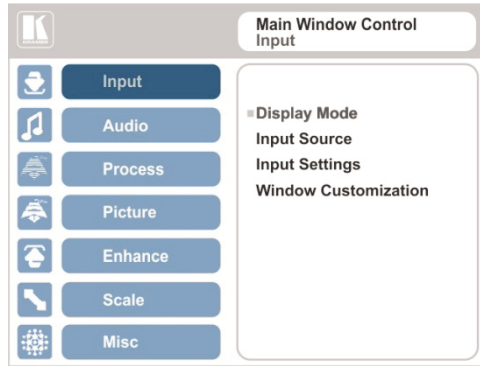 K
KRAMER
Main Window Control
Input
Input
Audio
Process
Picture
Enhance
Scale
Misc
Display Mode
Input Source
Input Settings
Window Customization